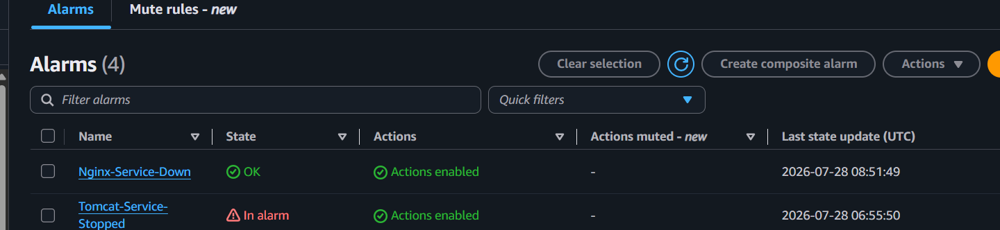 Alarms
Mute rules - new
Alarms (4)
Clear selection
Create composite alarm
Actions
Filter alarms
Quick filters
Name
State
Actions
Actions muted - new
Last state update (UTC)
Nginx-Service-Down
OK
Actions enabled
-
2026-07-28 08:51:49
Tomcat-Service-
Stopped
In alarm
Actions enabled
-
2026-07-28 06:55:50